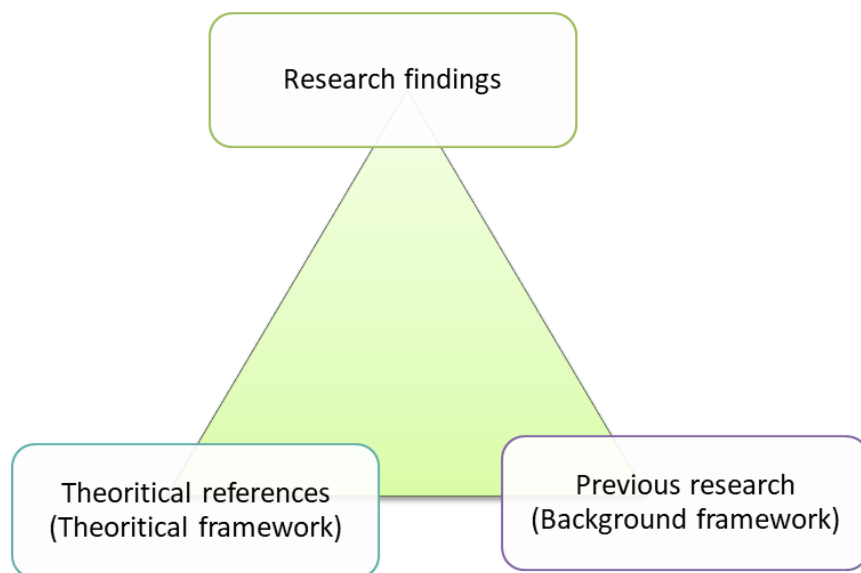 Research findings
Theoritical references
(Theoritical framework)
Previous research
(Background framework)